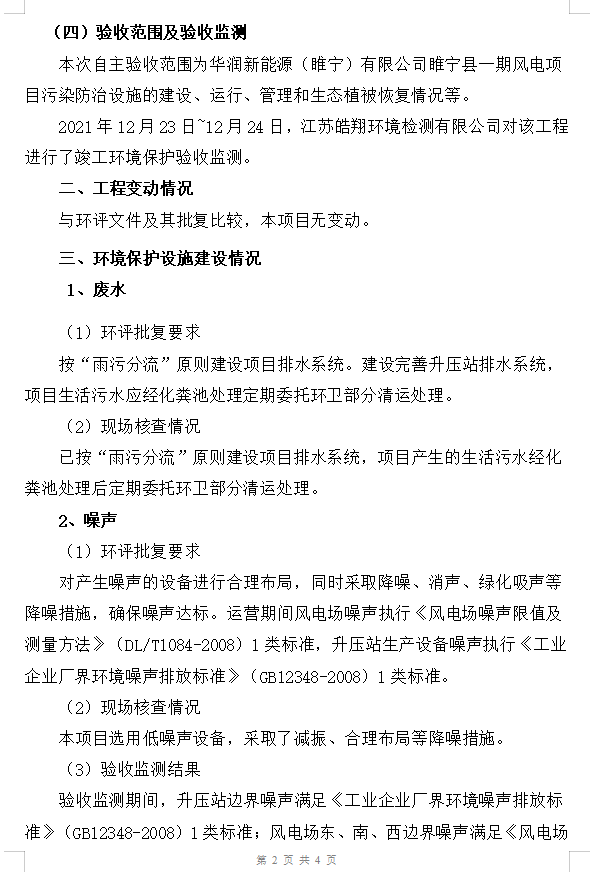 （四）验收范围及验收监测
本次自主验收范围为华润新能源（睢宁）有限公司睢宁县一期风电项
目污染防治设施的建设、运行、管理和生态植被恢复情况等。
2021年12月23日~12月24日，江苏皓翔环境检测有限公司对该工程
进行了竣工环境保护验收监测。
二、工程变动情况
与环评文件及其批复比较，本项目无变动。
三、环境保护设施建设情况
1、废水
（1）环评批复要求
按“雨污分流”原则建设项目排水系统。建设完善升压站排水系统，
项目生活污水应经化粪池处理定期委托环卫部分清运处理。
（2）现场核查情况
已按“雨污分流”原则建设项目排水系统，项目产生的生活污水经化
粪池处理后定期委托环卫部分清运处理。
2、噪声
（1）环评批复要求
对产生噪声的设备进行合理布局，同时采取降噪、消声、绿化吸声等
降噪措施，确保噪声达标。运营期间风电场噪声执行《风电场噪声限值及
测量方法》（DL/T1084-2008）1类标准，升压站生产设备噪声执行《工业
企业厂界环境噪声排放标准》（GB12348-2008）1类标准。
（2）现场核查情况
本项目选用低噪声设备，采取了减振、合理布局等降噪措施。
（3）验收监测结果
验收监测期间，升压站边界噪声满足《工业企业厂界环境噪声排放标
准》（GB12348-2008）1类标准；风电场东、南、西边界噪声满足《风电场
第 2 页 共 4 页